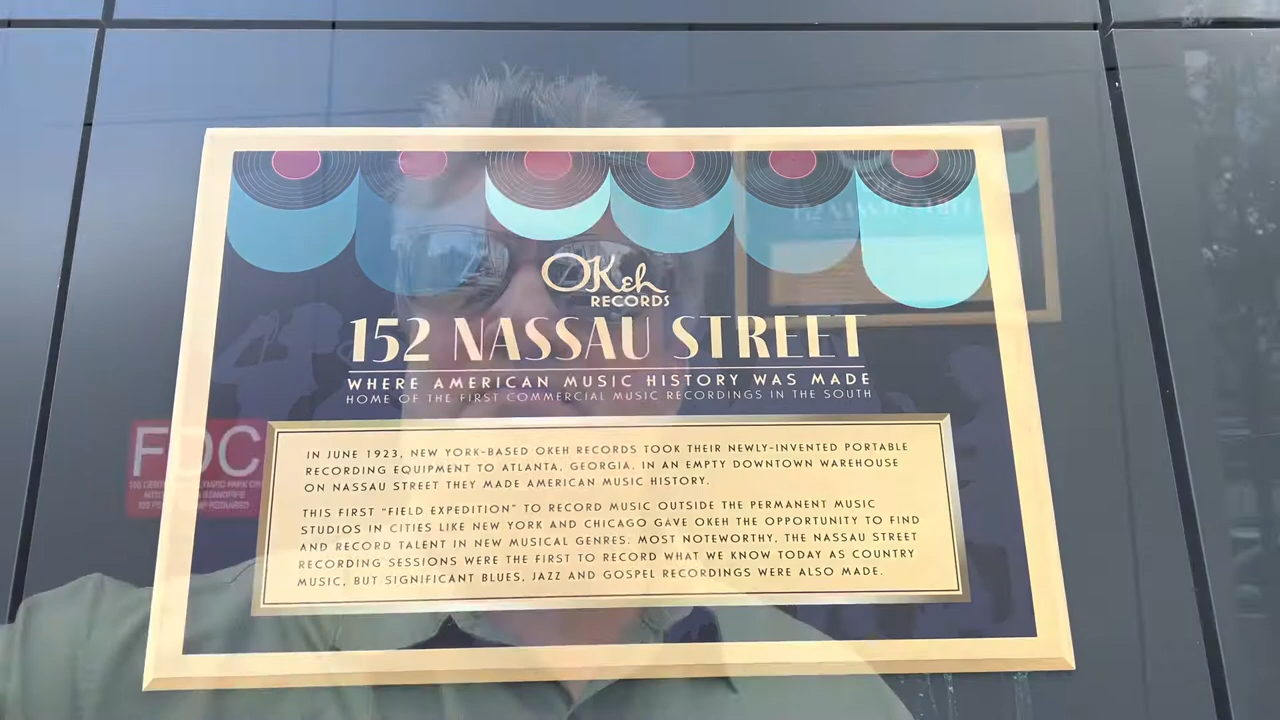 OKeh
RECORDS
152 NASSAU STREET
WHERE AMERICAN MUSIC HISTORY WAS MADE
HOME OF THE FIRST COMMERCIAL MUSIC RECORDINGS IN THE SOUTH
IN JUNE 1923, NEW YORK-BASED OKEH RECORDS TOOK THEIR NEWLY-INVENTED PORTABLE
RECORDING EQUIPMENT TO ATLANTA, GEORGIA. IN AN EMPTY DOWNTOWN WAREHOUSE
ON NASSAU STREET THEY MADE AMERICAN MUSIC HISTORY.
THIS FIRST "FIELD EXPEDITION" TO RECORD MUSIC OUTSIDE THE PERMANENT MUSIC
STUDIOS IN CITIES LIKE NEW YORK AND CHICAGO GAVE OKEH THE OPPORTUNITY TO FIND
AND RECORD TALENT IN NEW MUSICAL GENRES. MOST NOTEWORTHY, THE NASSAU STREET
RECORDING SESSIONS WERE THE FIRST TO RECORD WHAT WE KNOW TODAY AS COUNTRY
MUSIC, BUT SIGNIFICANT BLUES, JAZZ AND GOSPEL RECORDINGS WERE ALSO MADE.
FDC